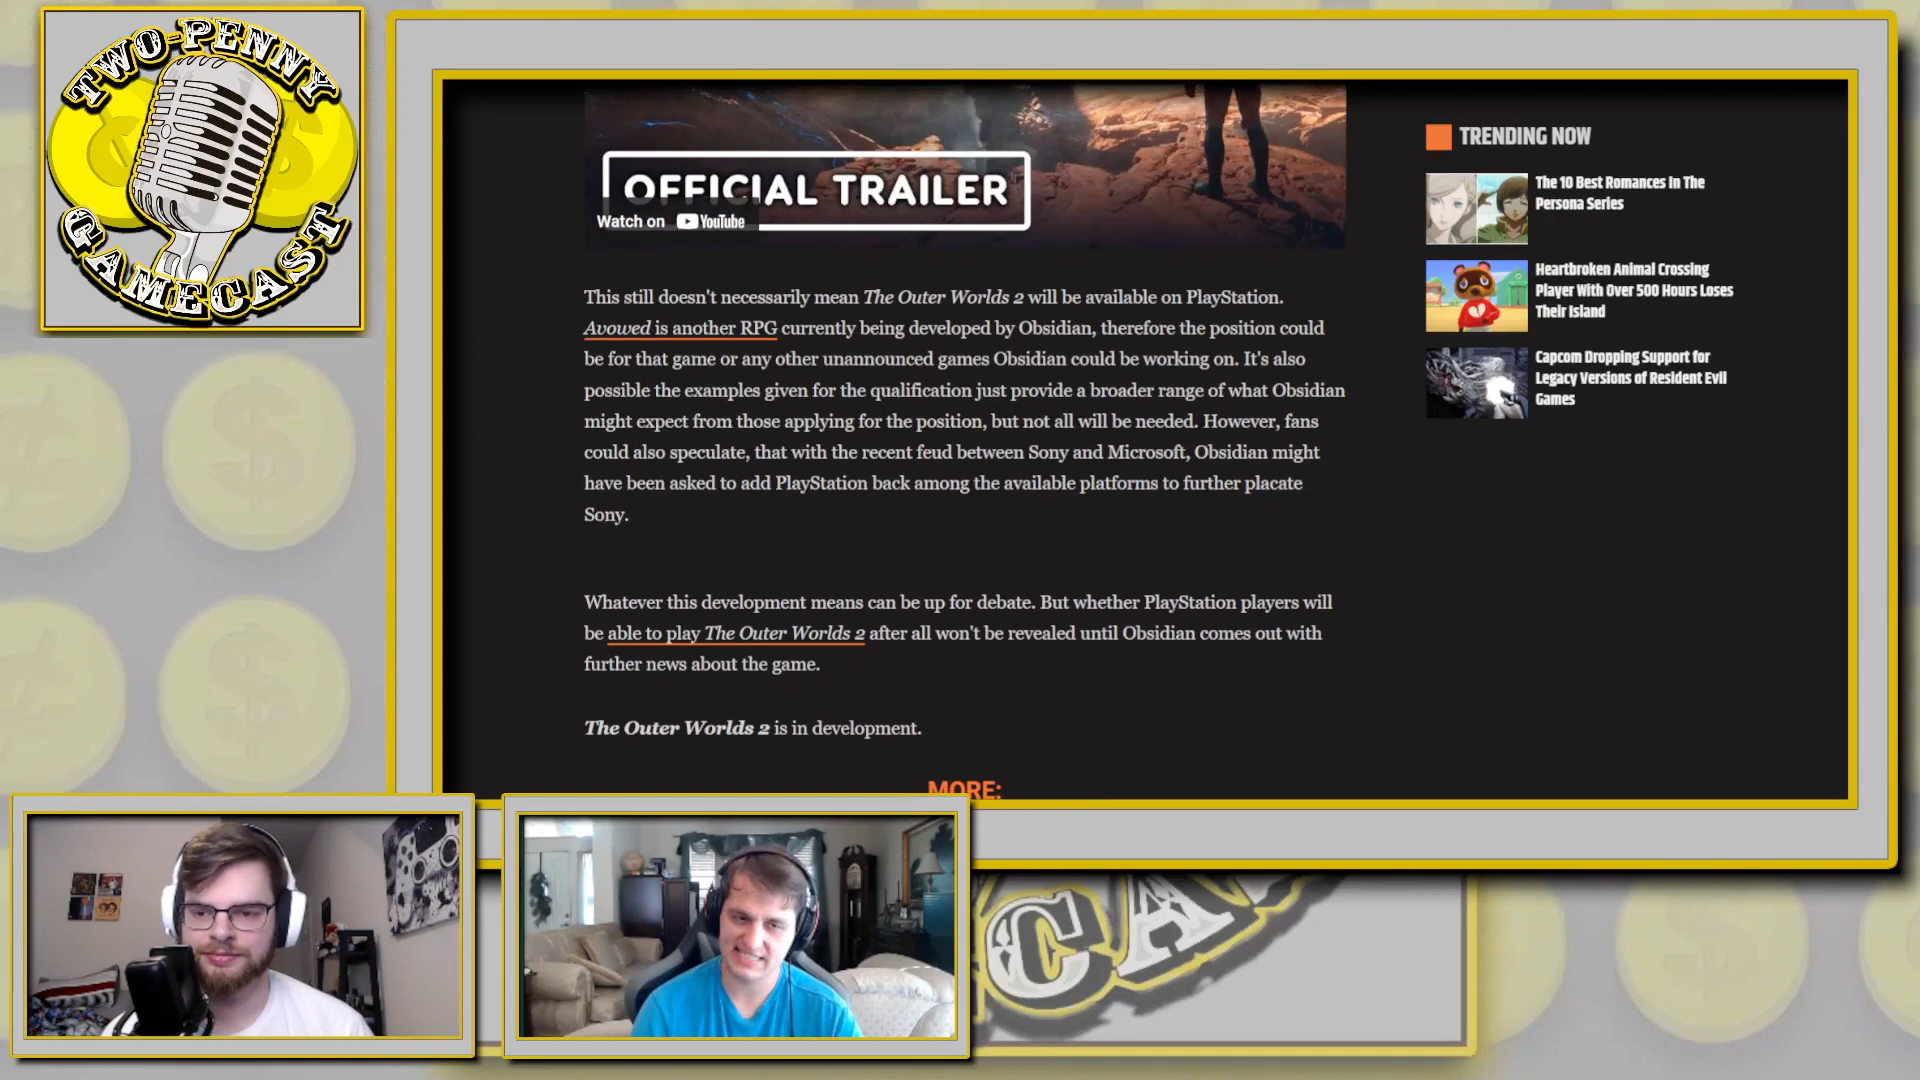 TWO-PENNY
GAMECAST
OFFICIAL TRAILER
Watch on YouTube
This still doesn't necessarily mean The Outer Worlds 2 will be available on PlayStation.
Avowed is another RPG currently being developed by Obsidian, therefore the position could
be for that game or any other unannounced games Obsidian could be working on. It's also
possible the examples given for the qualification just provide a broader range of what Obsidian
might expect from those applying for the position, but not all will be needed. However, fans
could also speculate, that with the recent feud between Sony and Microsoft, Obsidian might
have been asked to add PlayStation back among the available platforms to further placate
Sony.
Whatever this development means can be up for debate. But whether PlayStation players will
be able to play The Outer Worlds 2 after all won't be revealed until Obsidian comes out with
further news about the game.
The Outer Worlds 2 is in development.
MORE:
TRENDING NOW
The 10 Best Romances In The
Persona Series
Heartbroken Animal Crossing
Player With Over 500 Hours Loses
Their Island
Capcom Dropping Support for
Legacy Versions of Resident Evil
Games